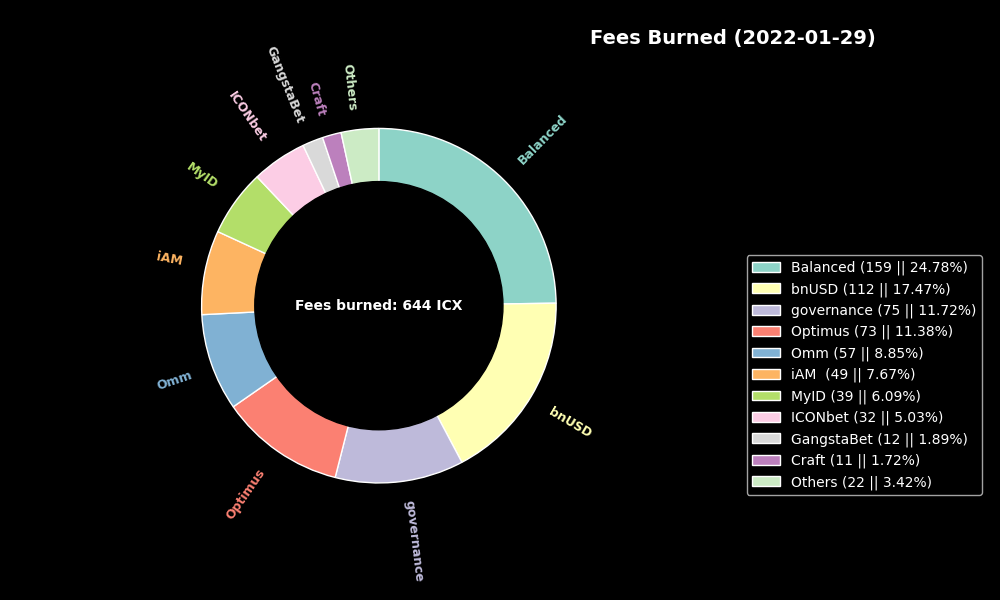 Fees Burned (2022-01-29)
Others
Craft
GangstaBet
ICONbet
Balanced
MyID
iAM
Fees burned: 644 ICX
Omm
bnUSD
Optimus
governance
Balanced (159 || 24.78%)
bnUSD (112 || 17.47%)
governance (75 || 11.72%)
Optimus (73 || 11.38%)
Omm (57 || 8.85%)
iAM  (49 || 7.67%)
MyID (39 || 6.09%)
ICONbet (32 || 5.03%)
GangstaBet (12 || 1.89%)
Craft (11 || 1.72%)
Others (22 || 3.42%)